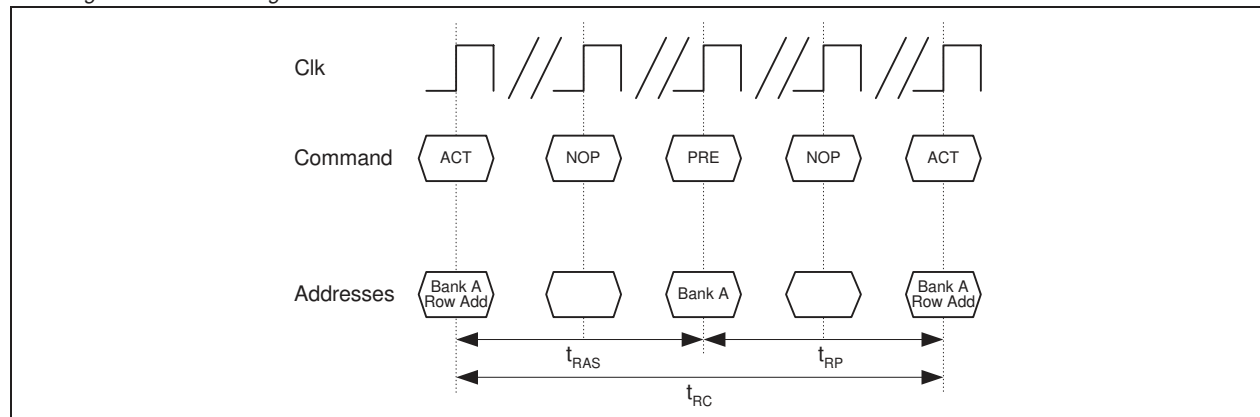 Clk
Command
ACT
NOP
PRE
NOP
ACT
Addresses
Bank A
Row Add
Bank A
Bank A
Row Add
tRAS
tRP
tRC